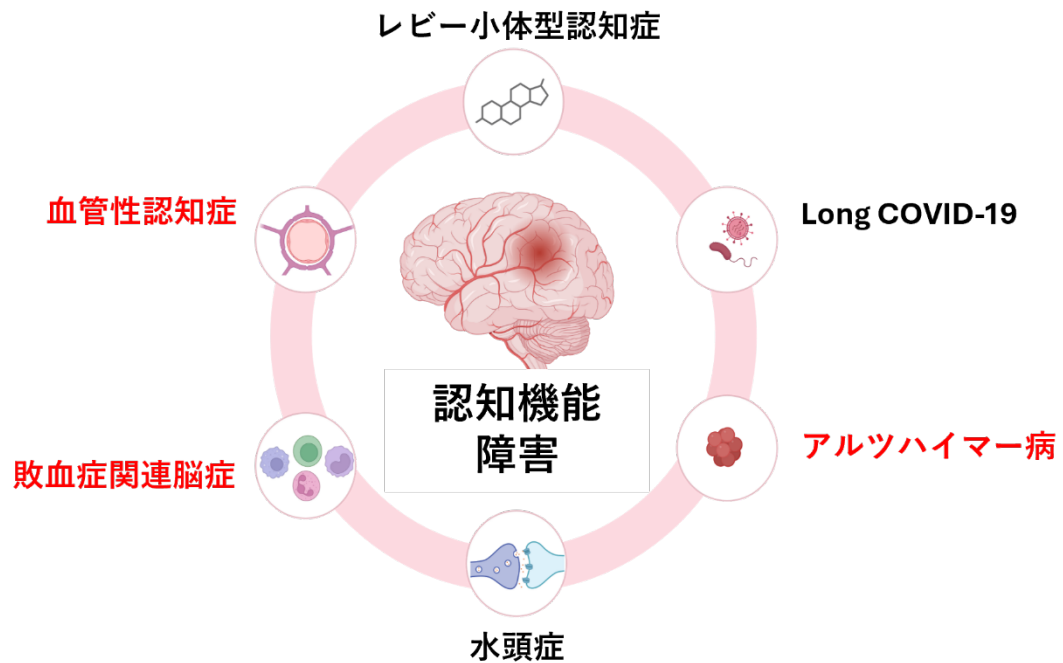 レビー小体型認知症
血管性認知症
Long COVID-19
認知機能
障害
アルツハイマー病
敗血症関連脳症
水頭症